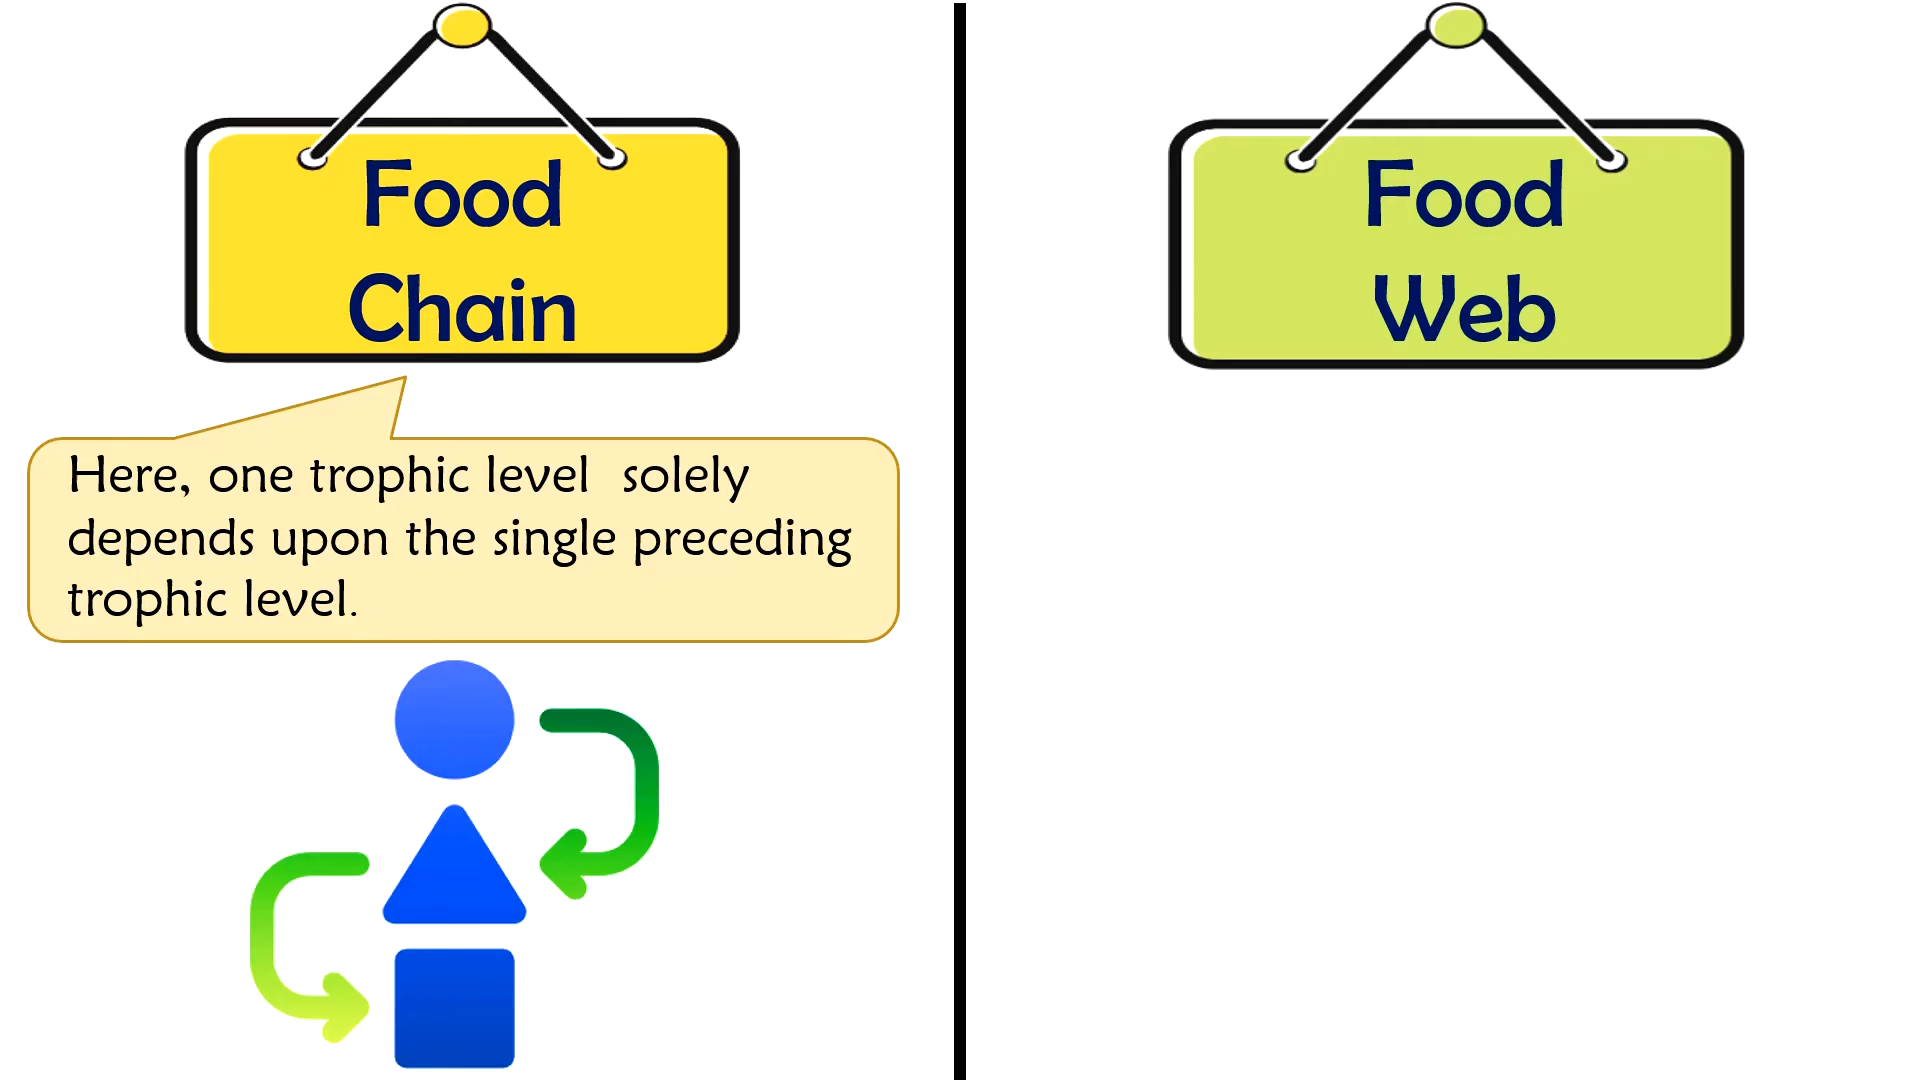 Food
Chain
Here, one trophic level  solely
depends upon the single preceding
trophic level.
Food
Web